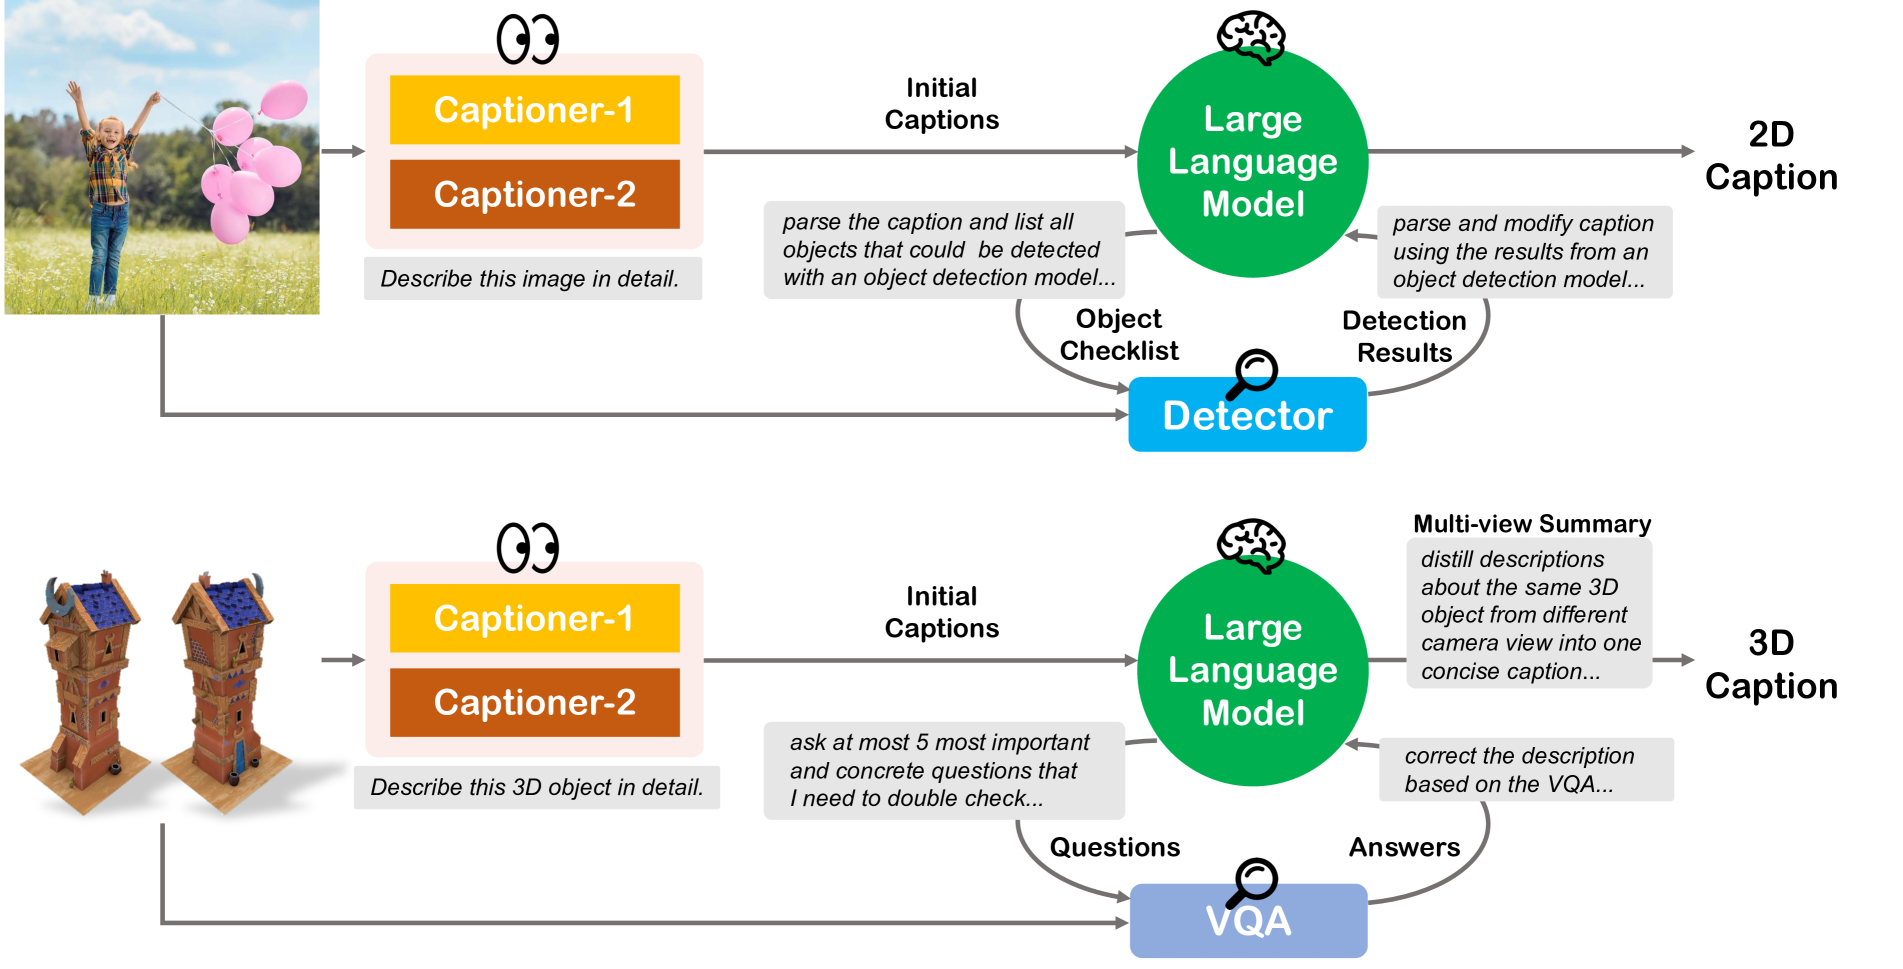 Captioner-1
Captioner-2
Describe this image in detail.
Initial
Captions
Large
Language
Model
2D
Caption
parse the caption and list all
objects that could be detected
with an object detection model...
parse and modify caption
using the results from an
object detection model...
Object
Checklist
Detection
Results
Detector
Captioner-1
Captioner-2
Describe this 3D object in detail.
Initial
Captions
Large
Language
Model
Multi-view Summary
distill descriptions
about the same 3D
object from different
camera view into one
concise caption...
3D
Caption
ask at most 5 most important
and concrete questions that
I need to double check...
correct the description
based on the VQA...
Questions
Answers
VQA